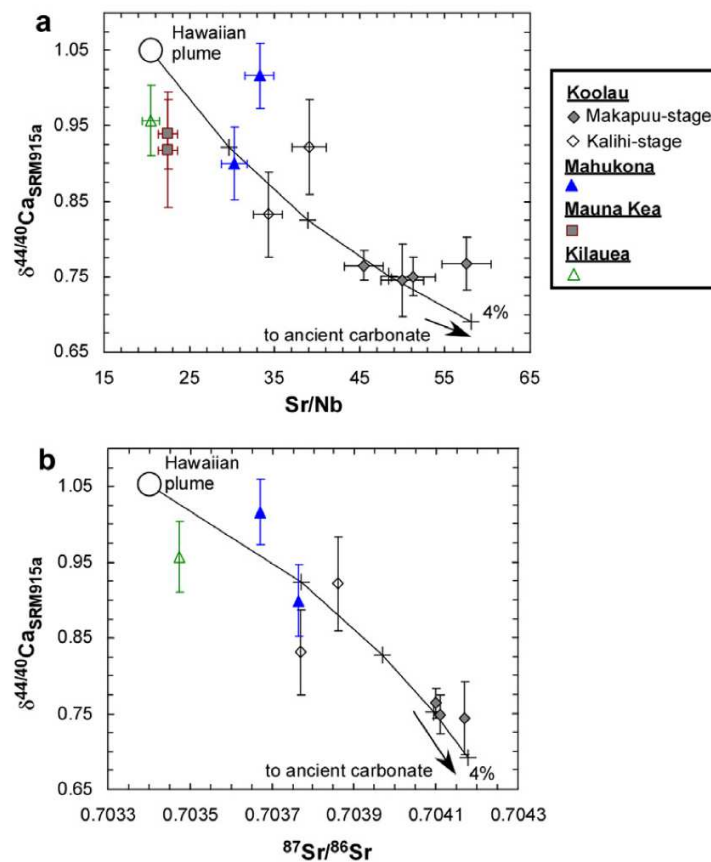 a
Hawaiian
plume
1.05
0.95
0.85
0.75
0.65
δ44/40CaSRM915a
4%
to ancient carbonate
15 25 35 45 55 65
Sr/Nb
Koolau
Makapuu-stage
Kalihi-stage
Mahukona
Mauna Kea
Kilauea
b
Hawaiian
plume
1.05
0.95
0.85
0.75
0.65
δ44/40CaSRM915a
to ancient carbonate
4%
0.7033 0.7035 0.7037 0.7039 0.7041 0.7043
87Sr/86Sr